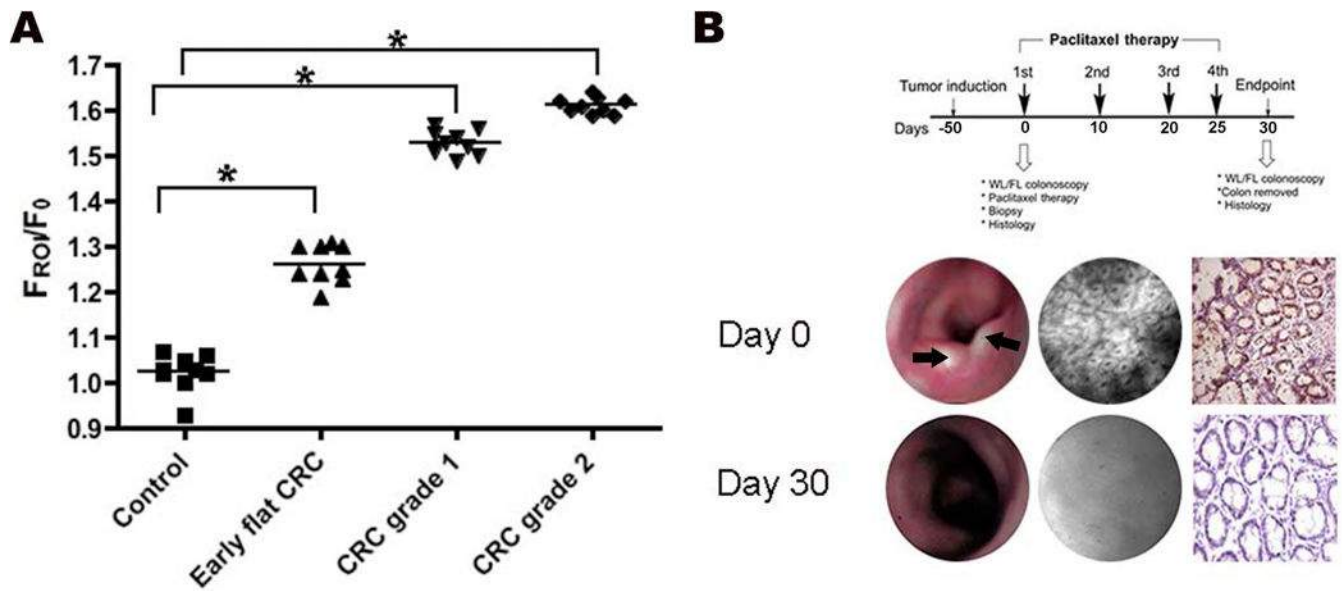 A
F_ROI/F_0
1.7
1.6
1.5
1.4
1.3
1.2
1.1
1.0
0.9
*
*
*
Control
Early flat CRC
CRC grade 1
CRC grade 2
B
Paclitaxel therapy
Tumor induction 1st 2nd 3rd 4th Endpoint
Days -50 0 10 20 25 30
* WL/FL colonoscopy
* Paclitaxel therapy
* Biopsy
* Histology
* WL/FL colonoscopy
*Colon removed
* Histology
Day 0
Day 30